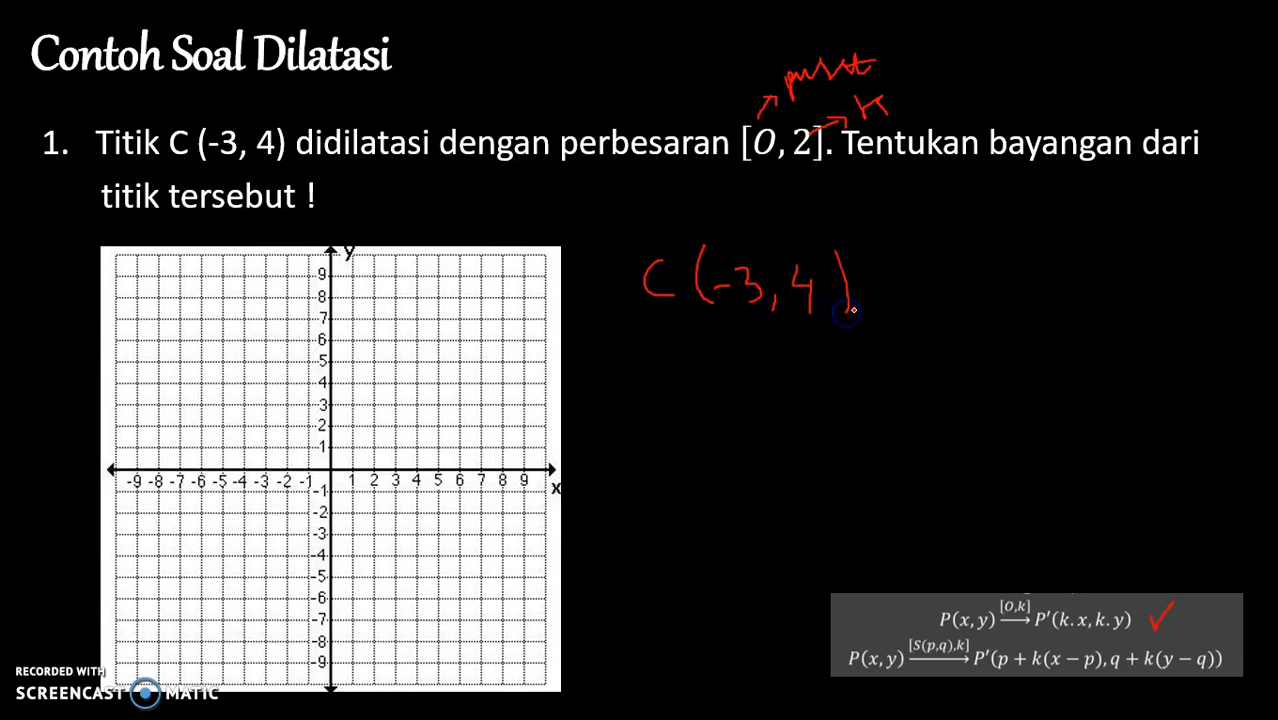 Contoh Soal Dilatasi
pusat
k
1. Titik C (-3, 4) didilatasi dengan perbesaran [O, 2]. Tentukan bayangan dari
titik tersebut !
C (-3, 4)
y
9
8
7
6
5
4
3
2
1
-9 -8 -7 -6 -5 -4 -3 -2 -1 1 2 3 4 5 6 7 8 9
x
-1
-2
-3
-4
-5
-6
-7
-8
-9
[O,k]
P(x, y) → P′(k. x, k. y)
[S(p,q),k]
P(x, y) → P′(p + k(x − p), q + k(y − q))
RECORDED WITH
SCREENCAST MATIC